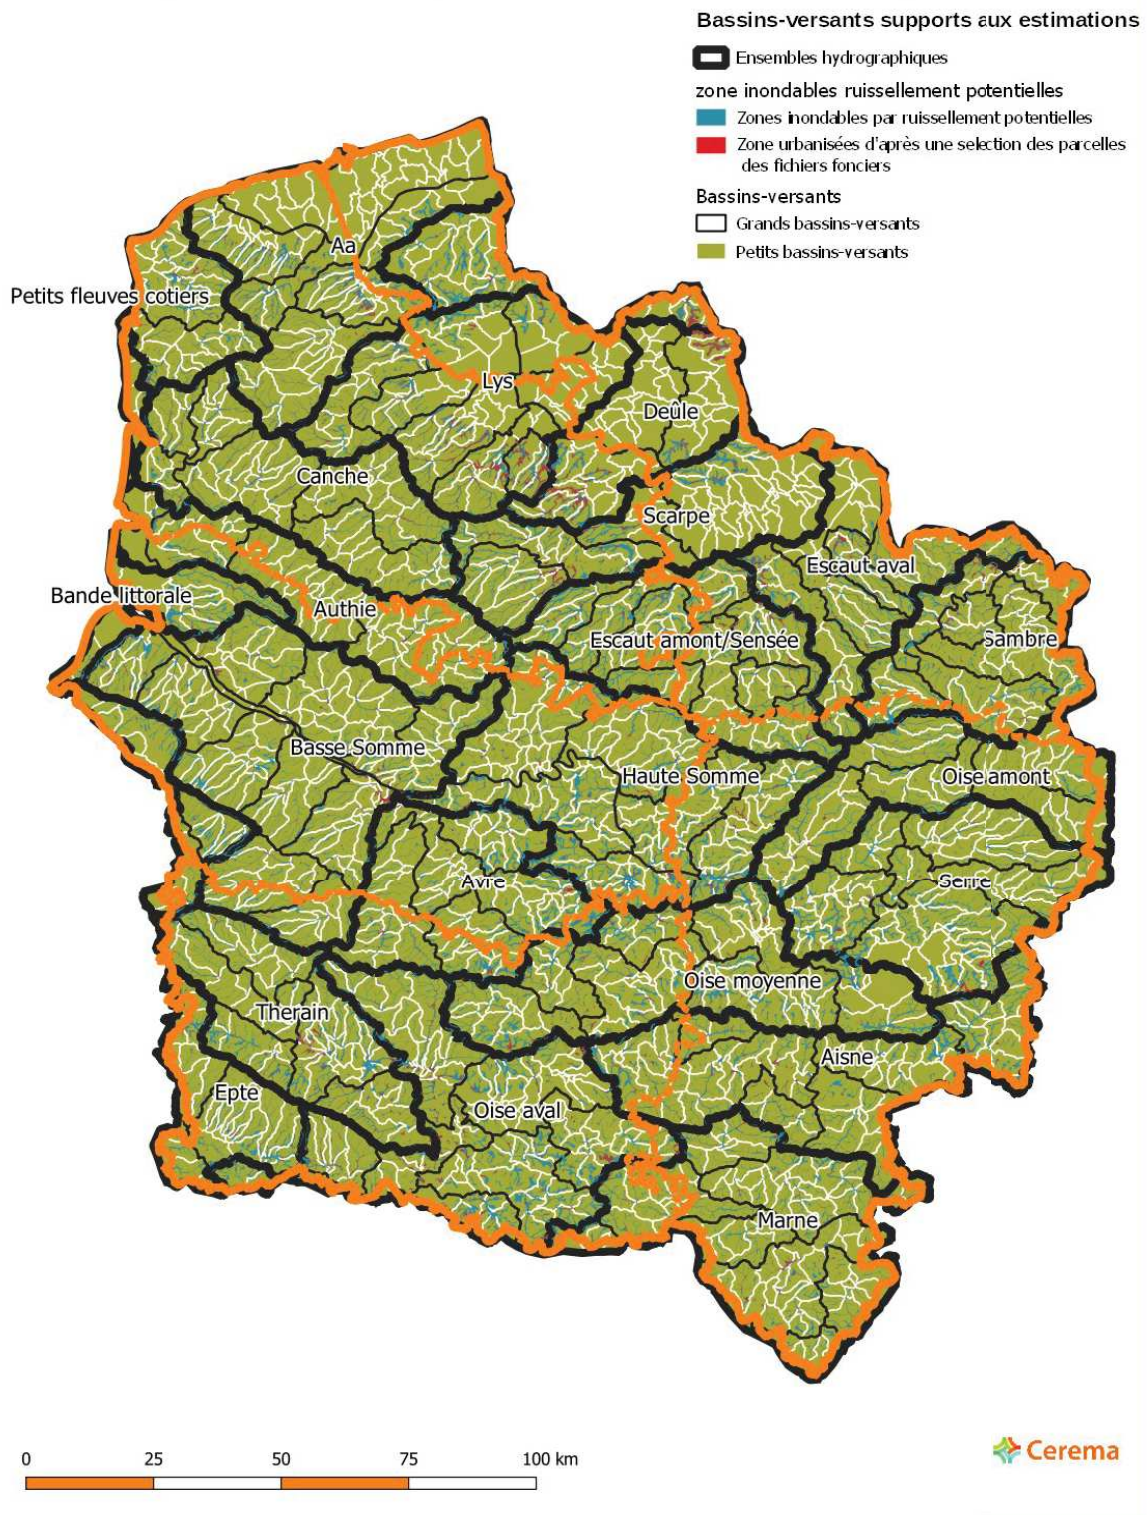 Bassins-versants supports aux estimations
Ensembles hydrographiques
zone inondables ruissellement potentielles
Zones inondables par ruissellement potentielles
Zone urbanisées d'après une selection des parcelles
des fichiers fonciers
Bassins-versants
Grands bassins-versants
Petits bassins-versants
Aa
Petits fleuves cotiers
Lys
Deûle
Canche
Scarpe
Escaut aval
Bande littorale
Authie
Escaut amont/Sensée
Sambre
Basse Somme
Haute Somme
Oise amont
Avre
Serre
Oise moyenne
Therain
Aisne
Epte
Oise aval
Marne
0 25 50 75 100 km
Cerema